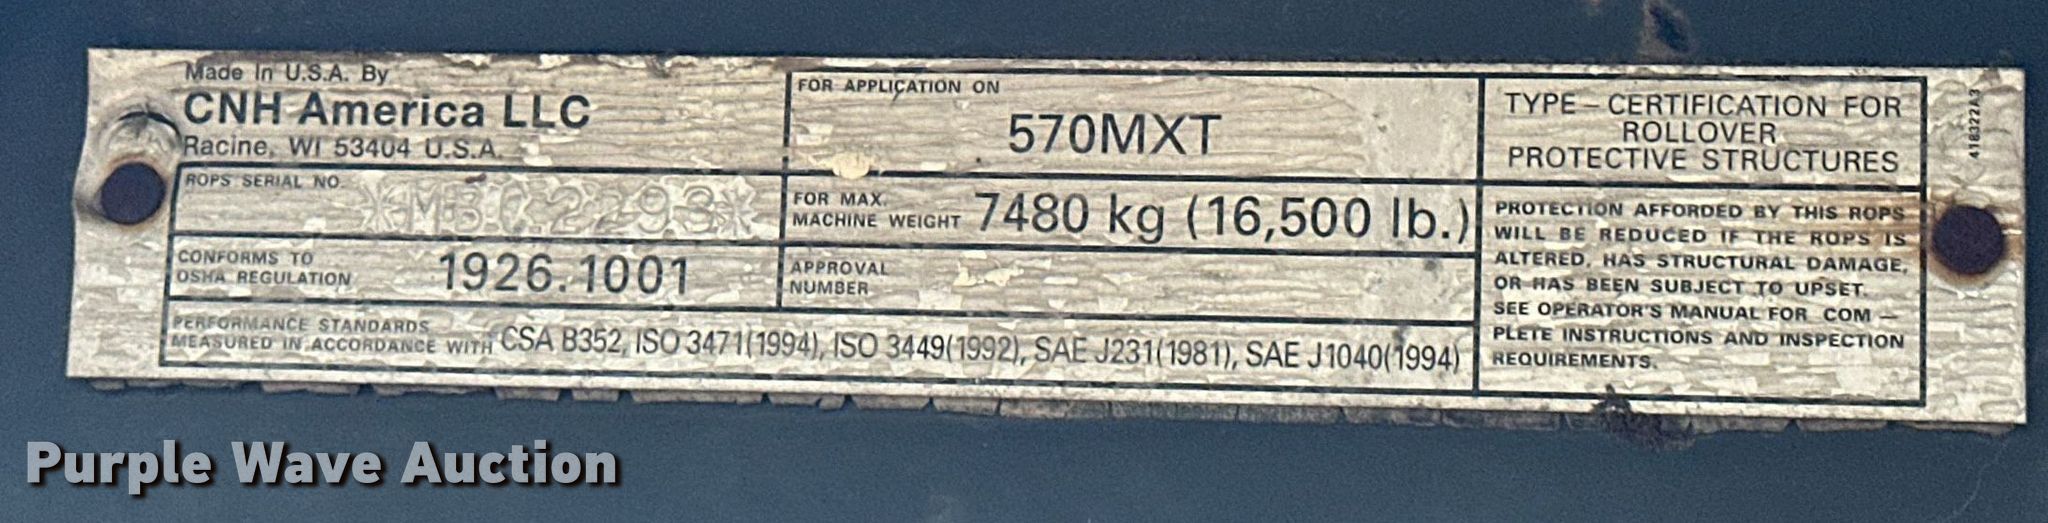 Made In U.S.A. By
CNH America LLC
Racine, WI 53404 U.S.A.
FOR APPLICATION ON
570MXT
TYPE – CERTIFICATION FOR
ROLLOVER
PROTECTIVE STRUCTURES
418322A3
ROPS SERIAL NO.
FOR MAX.
MACHINE WEIGHT 7480 kg (16,500 lb.)
CONFORMS TO
OSHA REGULATION 1926.1001
APPROVAL
NUMBER
PERFORMANCE STANDARDS
MEASURED IN ACCORDANCE WITH CSA B352, ISO 3471(1994), ISO 3449(1992), SAE J231(1981), SAE J1040(1994)
PROTECTION AFFORDED BY THIS ROPS
WILL BE REDUCED IF THE ROPS IS
ALTERED, HAS STRUCTURAL DAMAGE,
OR HAS BEEN SUBJECT TO UPSET.
SEE OPERATOR'S MANUAL FOR COM –
PLETE INSTRUCTIONS AND INSPECTION
REQUIREMENTS.
Purple Wave Auction